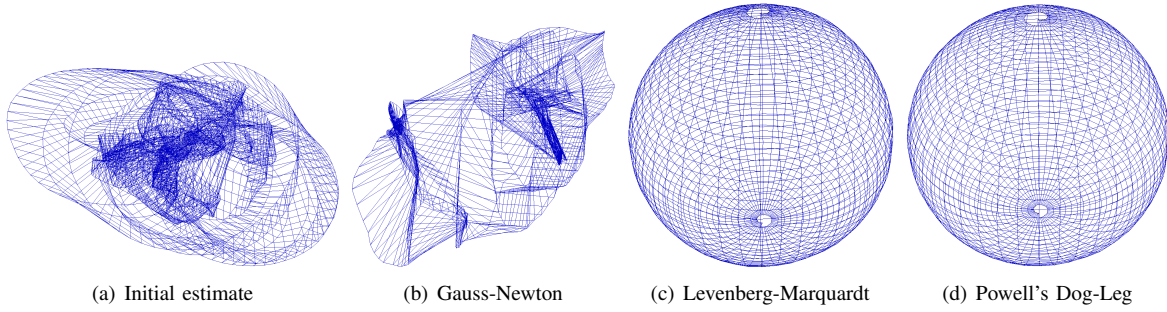 (a) Initial estimate
(b) Gauss-Newton
(c) Levenberg-Marquardt
(d) Powell's Dog-Leg